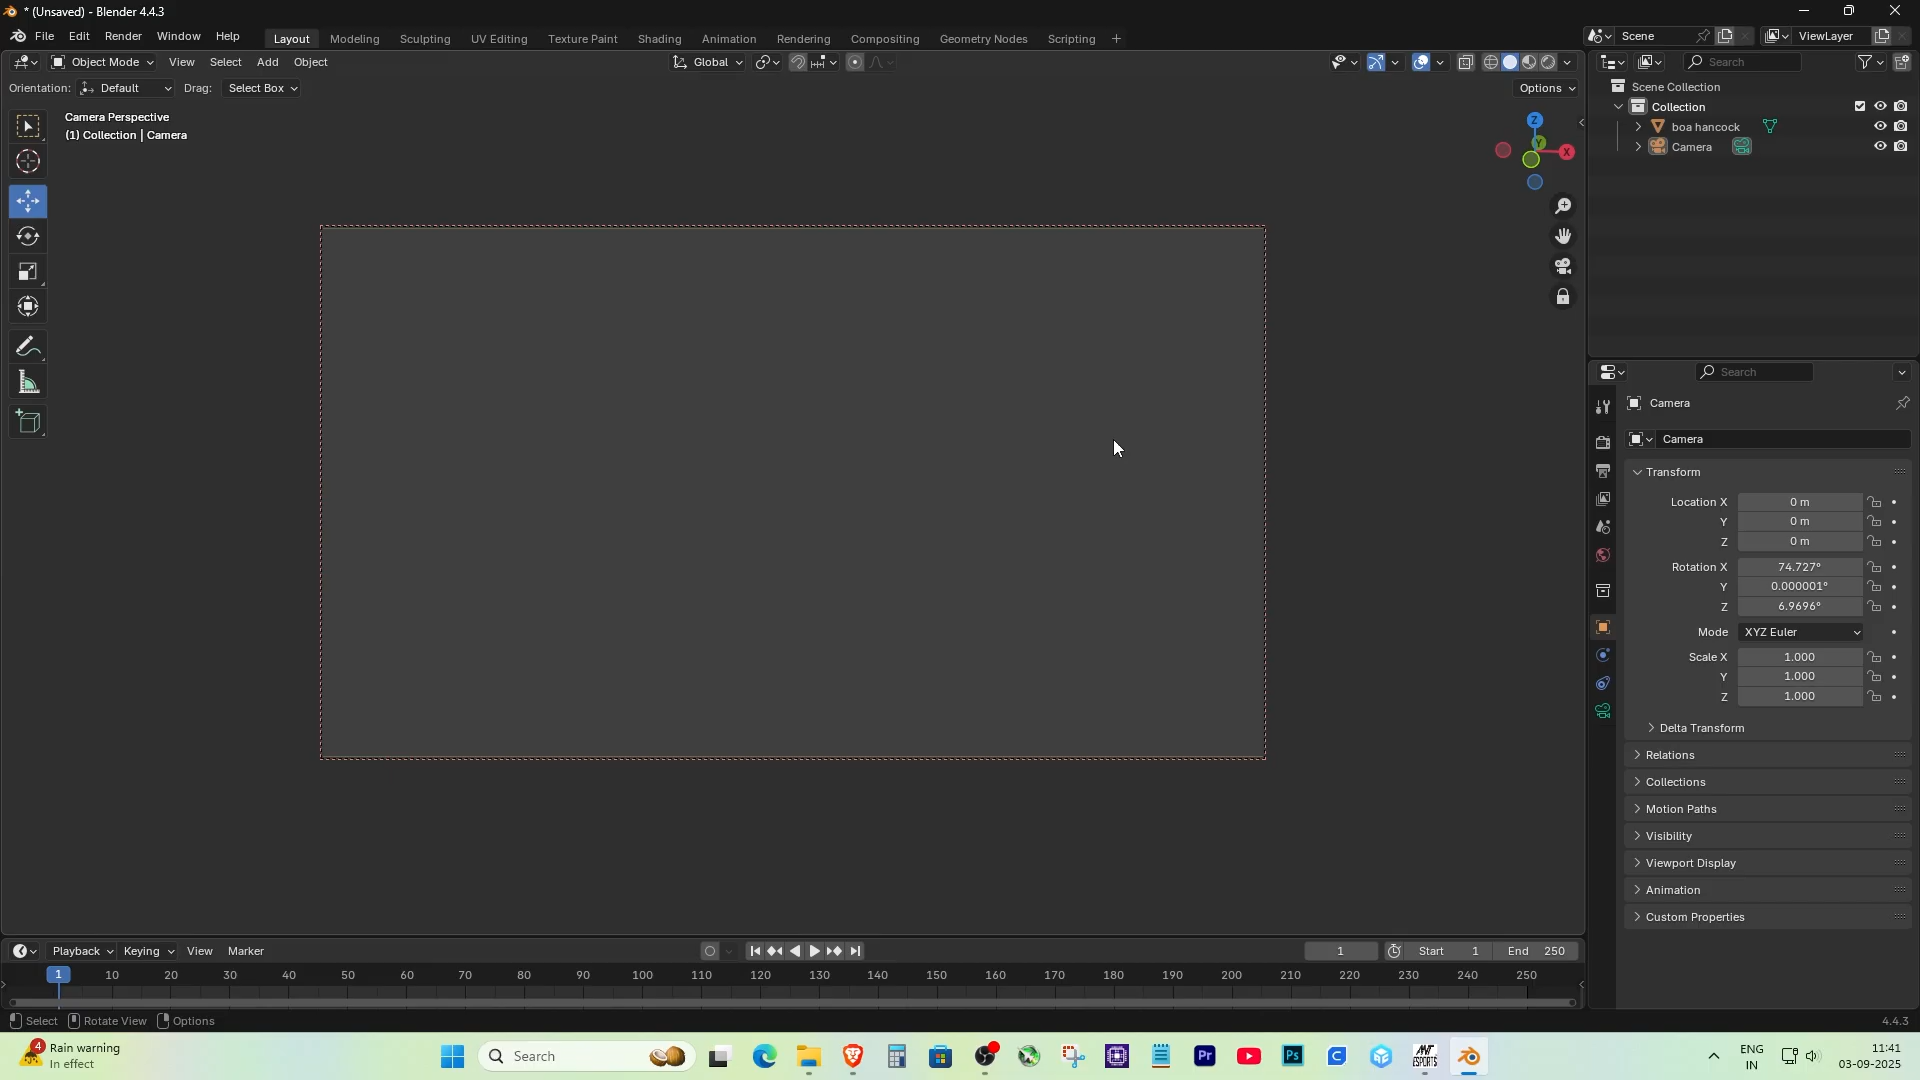 * (Unsaved) - Blender 4.4.3
File Edit Render Window Help Layout Modeling Sculpting UV Editing Texture Paint Shading Animation Rendering Compositing Geometry Nodes Scripting + Scene ViewLayer
Object Mode View Select Add Object Global Search
Orientation: Default Drag: Select Box Options
Scene Collection
Collection
boa hancock
Camera
Camera Perspective
(1) Collection | Camera
Z
Y
X
Search
Camera
Camera
Transform
Location X 0 m
Y 0 m
Z 0 m
Rotation X 74.727°
Y 0.000001°
Z 6.9696°
Mode XYZ Euler
Scale X 1.000
Y 1.000
Z 1.000
Delta Transform
Relations
Collections
Motion Paths
Visibility
Viewport Display
Animation
Custom Properties
Playback Keying View Marker 1 Start 1 End 250
1 10 20 30 40 50 60 70 80 90 100 110 120 130 140 150 160 170 180 190 200 210 220 230 240 250
Select Rotate View Options 4.4.3
4 Rain warning
In effect
Search
Pr
Ps
C
ANT
ESPORTS
ENG
IN
11:41
03-09-2025